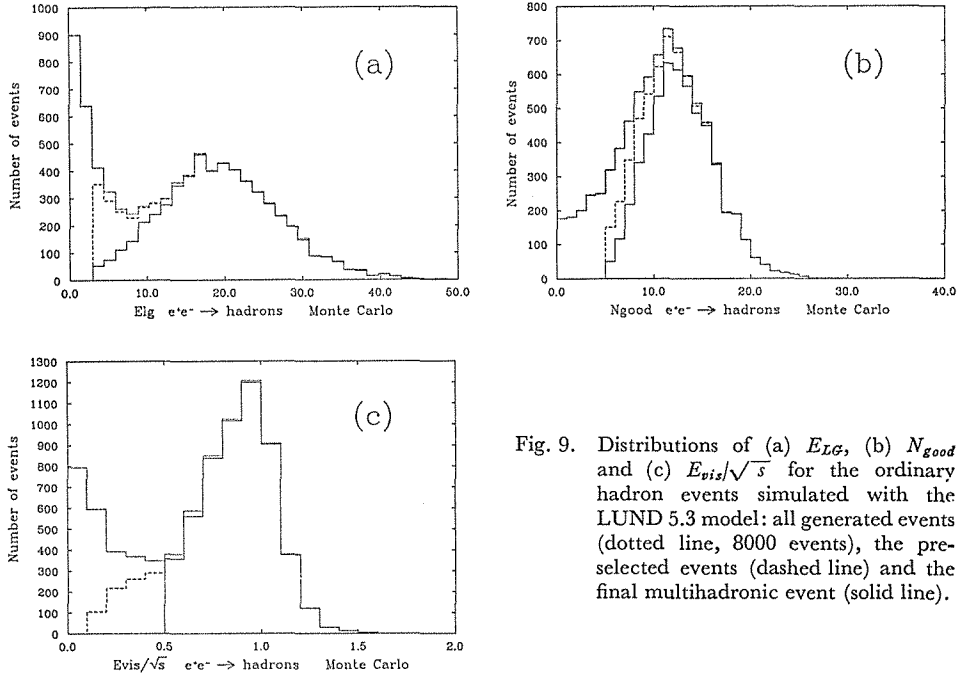 1000
900
800
700
600
500
400
300
200
100
0
Number of events
(a)
0.0 10.0 20.0 30.0 40.0 50.0 60.0
Elg e⁺e⁻ → hadrons Monte Carlo
800
700
600
500
400
300
200
100
0
Number of events
(b)
0.0 10.0 20.0 30.0 40.0
Ngood e⁺e⁻ → hadrons Monte Carlo
1300
1200
1100
1000
900
800
700
600
500
400
300
200
100
0
Number of events
(c)
0.0 0.5 1.0 1.5 2.0
Evis/√s e⁺e⁻ → hadrons Monte Carlo
Fig. 9. Distributions of (a) E_LG, (b) N_good
and (c) E_vis/√s for the ordinary
hadron events simulated with the
LUND 5.3 model: all generated events
(dotted line, 8000 events), the pre-
selected events (dashed line) and the
final multihadronic event (solid line).